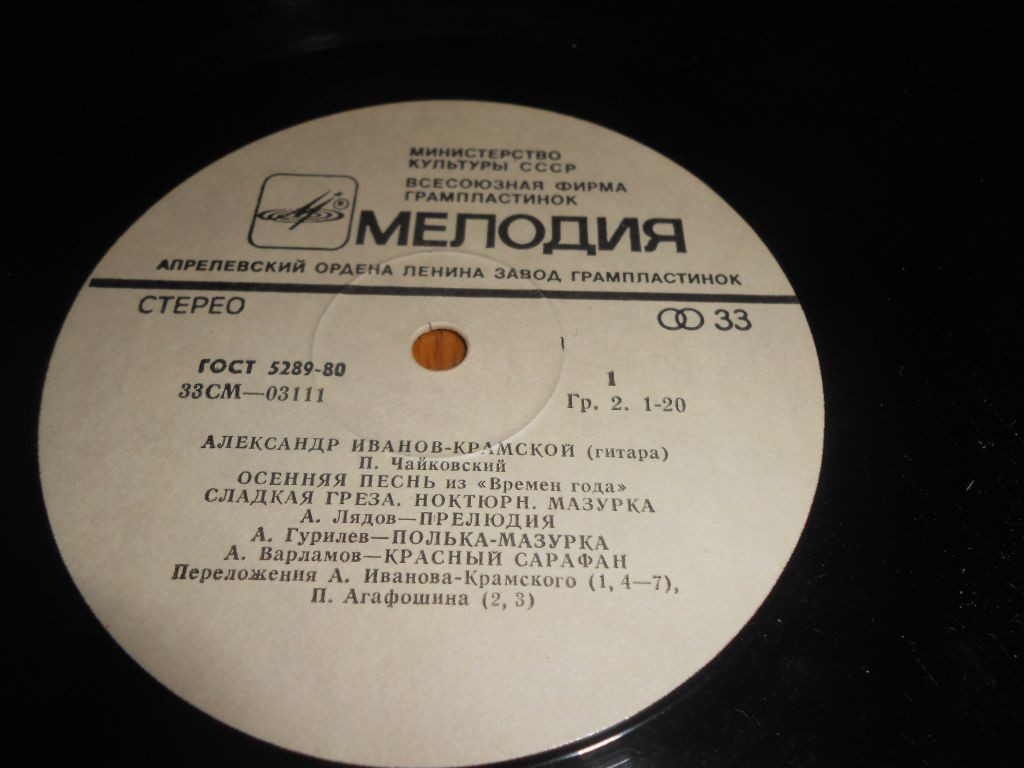 МИНИСТЕРСТВО
КУЛЬТУРЫ СССР
ВСЕСОЮЗНАЯ ФИРМА
ГРАМПЛАСТИНОК
®
МЕЛОДИЯ
АПРЕЛЕВСКИЙ ОРДЕНА ЛЕНИНА ЗАВОД ГРАМПЛАСТИНОК
СТЕРЕО
33
ГОСТ 5289-80
33СМ—03111
1
Гр. 2. 1-20
АЛЕКСАНДР ИВАНОВ-КРАМСКОЙ (гитара)
П. Чайковский
ОСЕННЯЯ ПЕСНЬ из «Времен года»
СЛАДКАЯ ГРЕЗА. НОКТЮРН. МАЗУРКА
А. Лядов—ПРЕЛЮДИЯ
А. Гурилев—ПОЛЬКА-МАЗУРКА
А. Варламов—КРАСНЫЙ САРАФАН
Переложения А. Иванова-Крамского (1, 4—7),
П. Агафошина (2, 3)